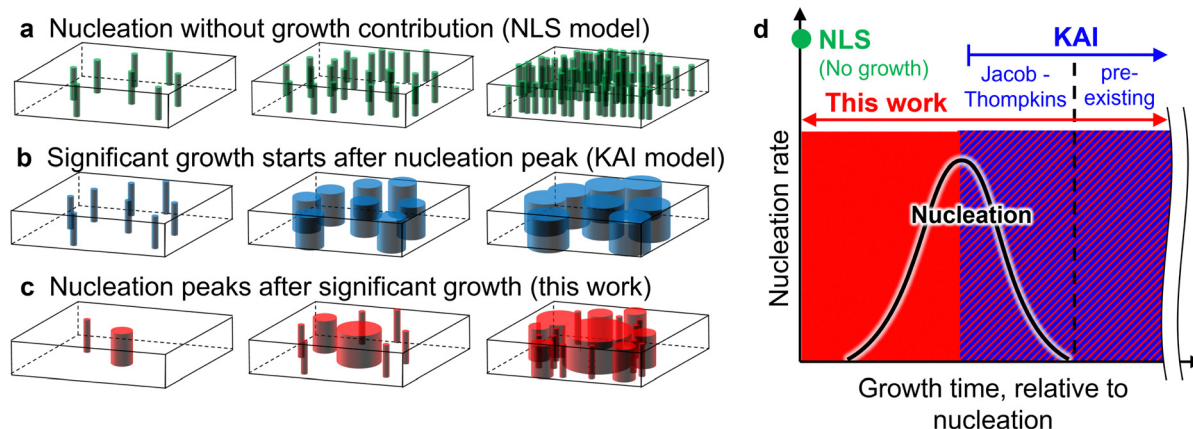 a Nucleation without growth contribution (NLS model)
b Significant growth starts after nucleation peak (KAI model)
c Nucleation peaks after significant growth (this work)
d
NLS
(No growth)
KAI
Jacob -
Thompkins
pre-
existing
This work
Nucleation
Nucleation rate
Growth time, relative to
nucleation